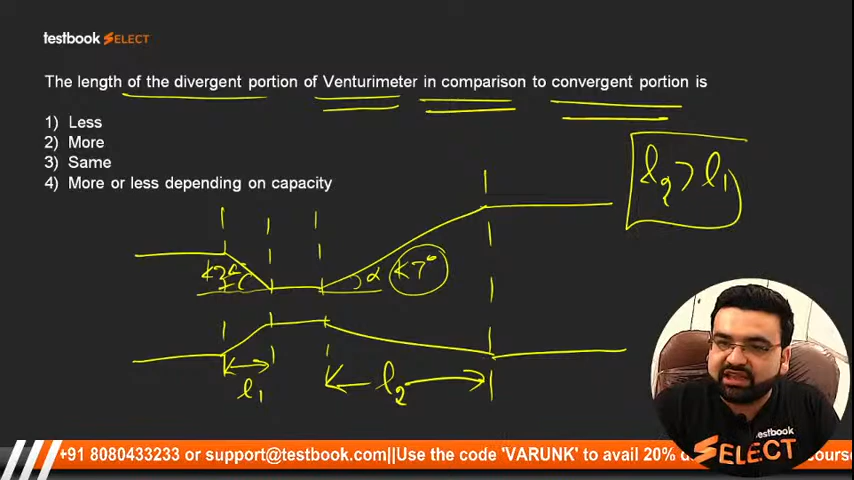 testbook SELECT
The length of the divergent portion of Venturimeter in comparison to convergent portion is
1) Less
2) More
3) Same
4) More or less depending on capacity
l2 > l1
α <7°
l1
l2
testbook
SELECT
+91 8080433233 or support@testbook.com||Use the code 'VARUNK' to avail 20%
ourse